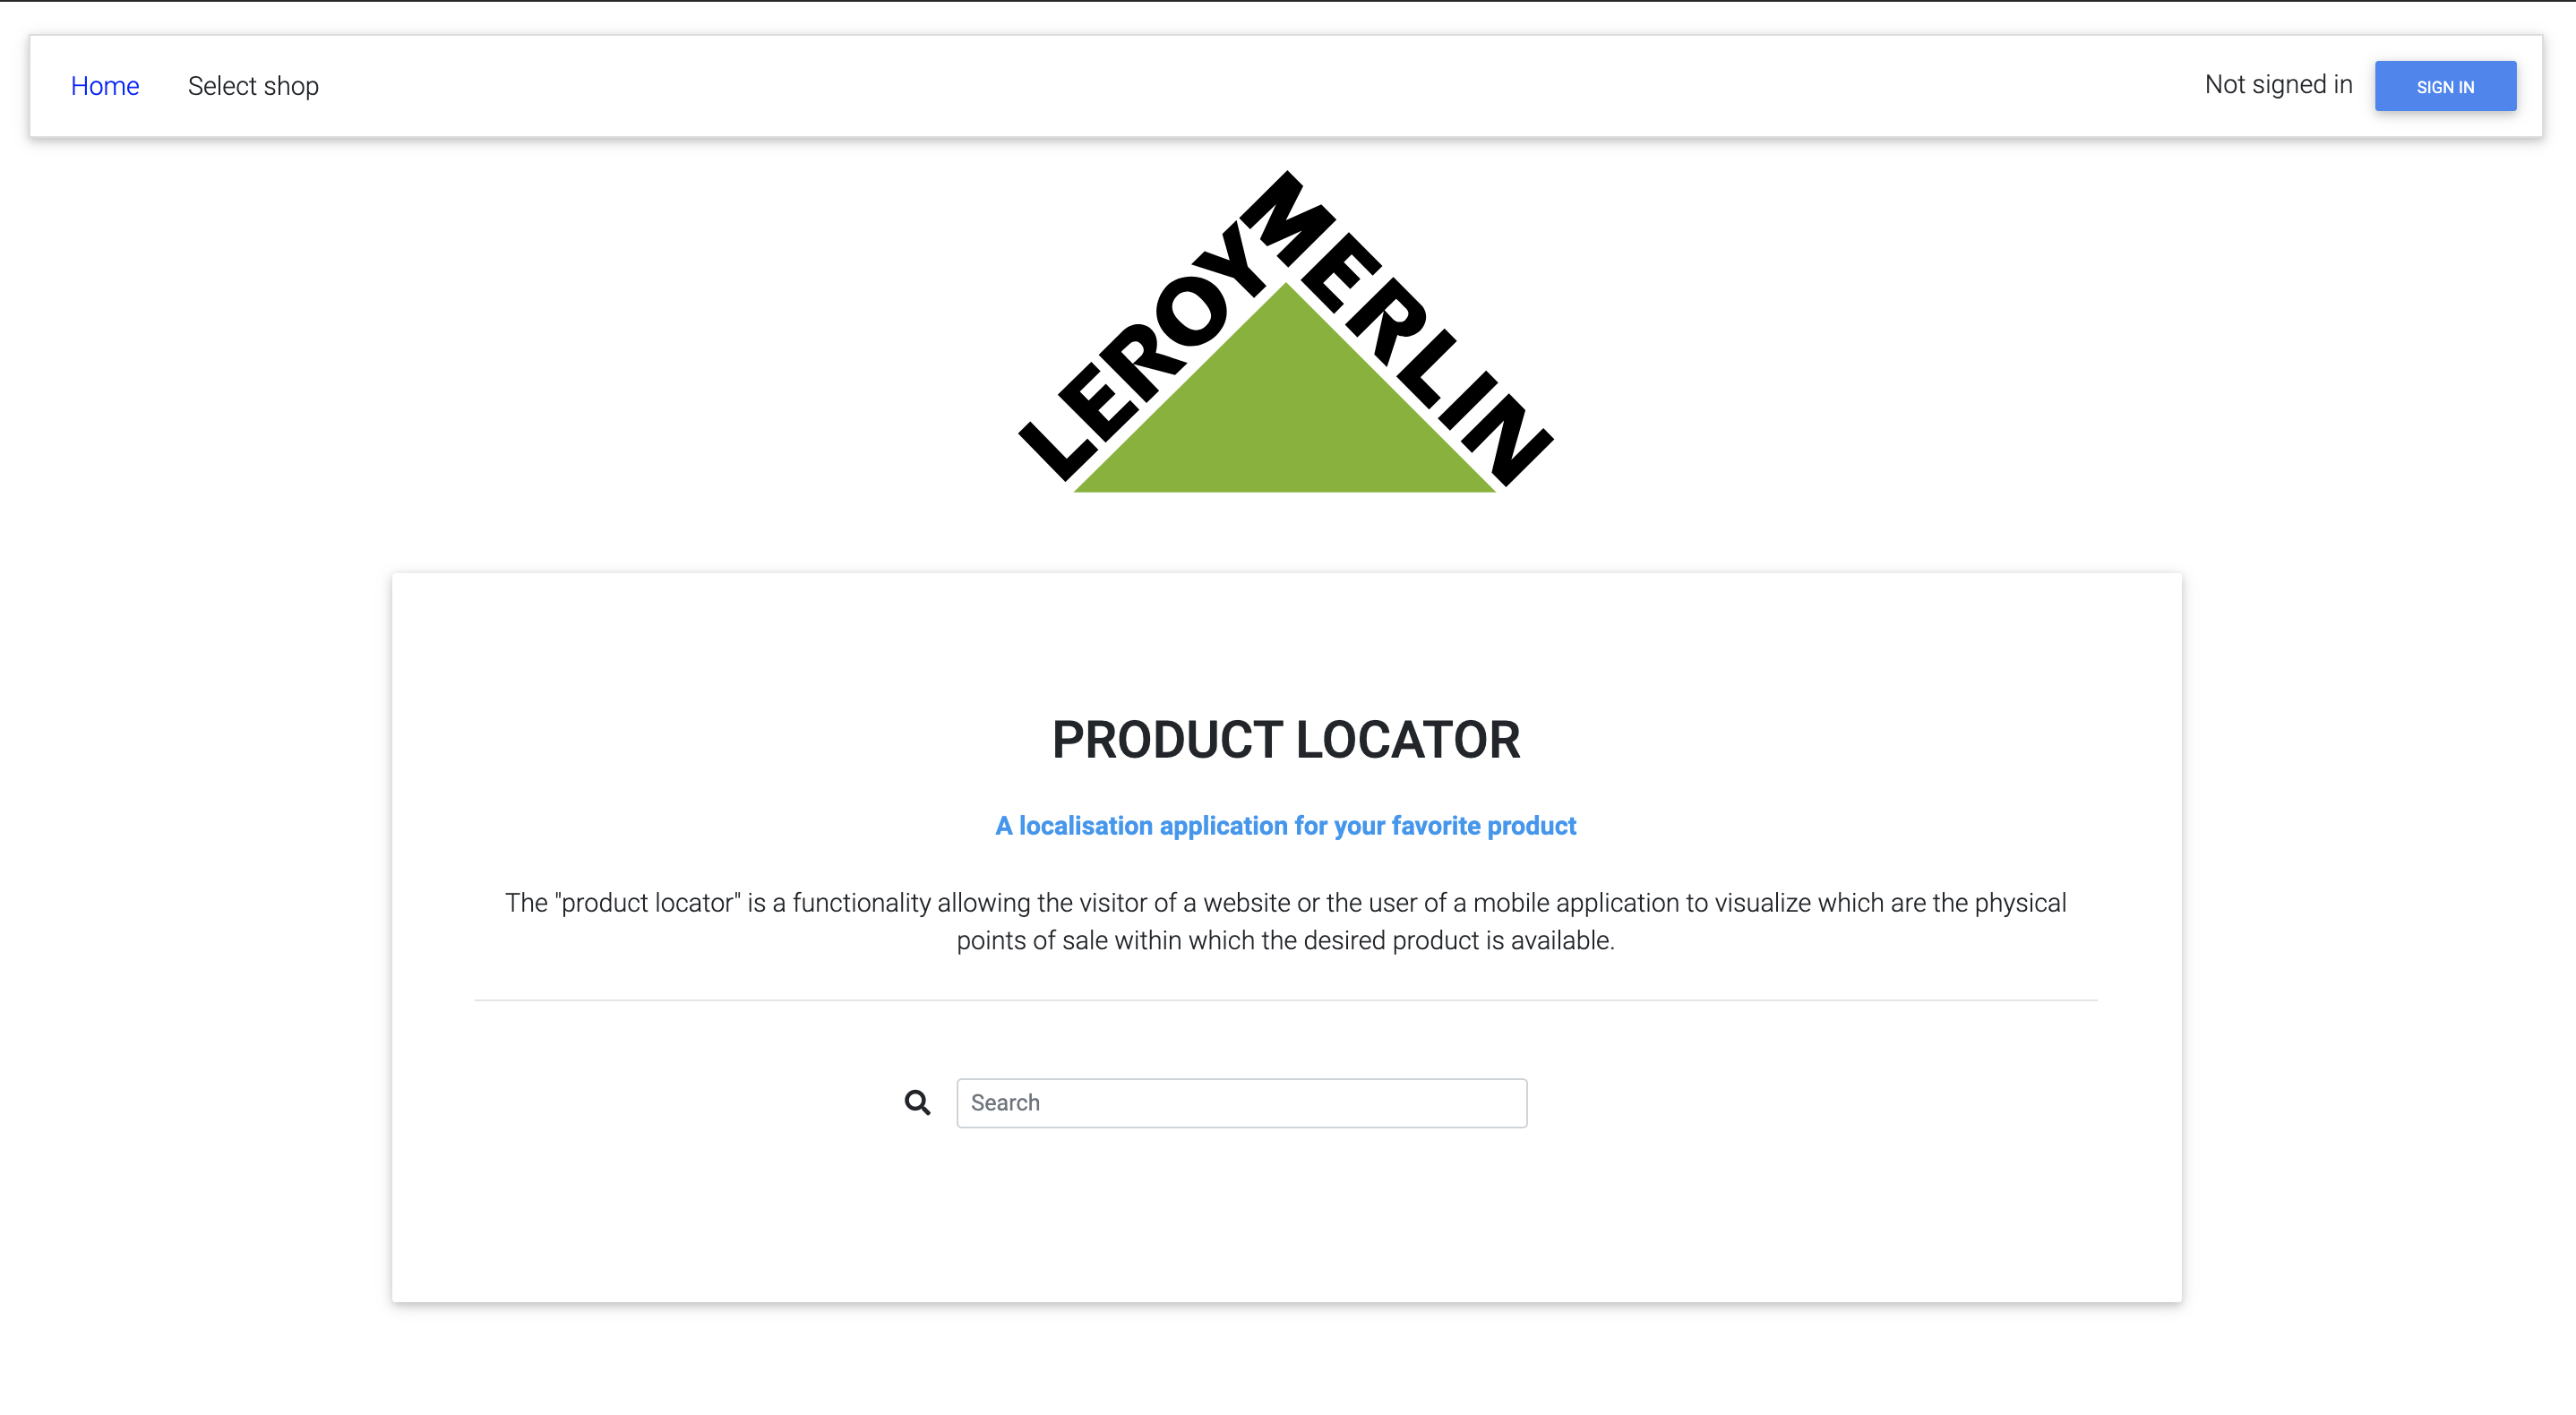 Home Select shop Not signed in SIGN IN
LEROY MERLIN
PRODUCT LOCATOR
A localisation application for your favorite product
The "product locator" is a functionality allowing the visitor of a website or the user of a mobile application to visualize which are the physical
points of sale within which the desired product is available.
Search